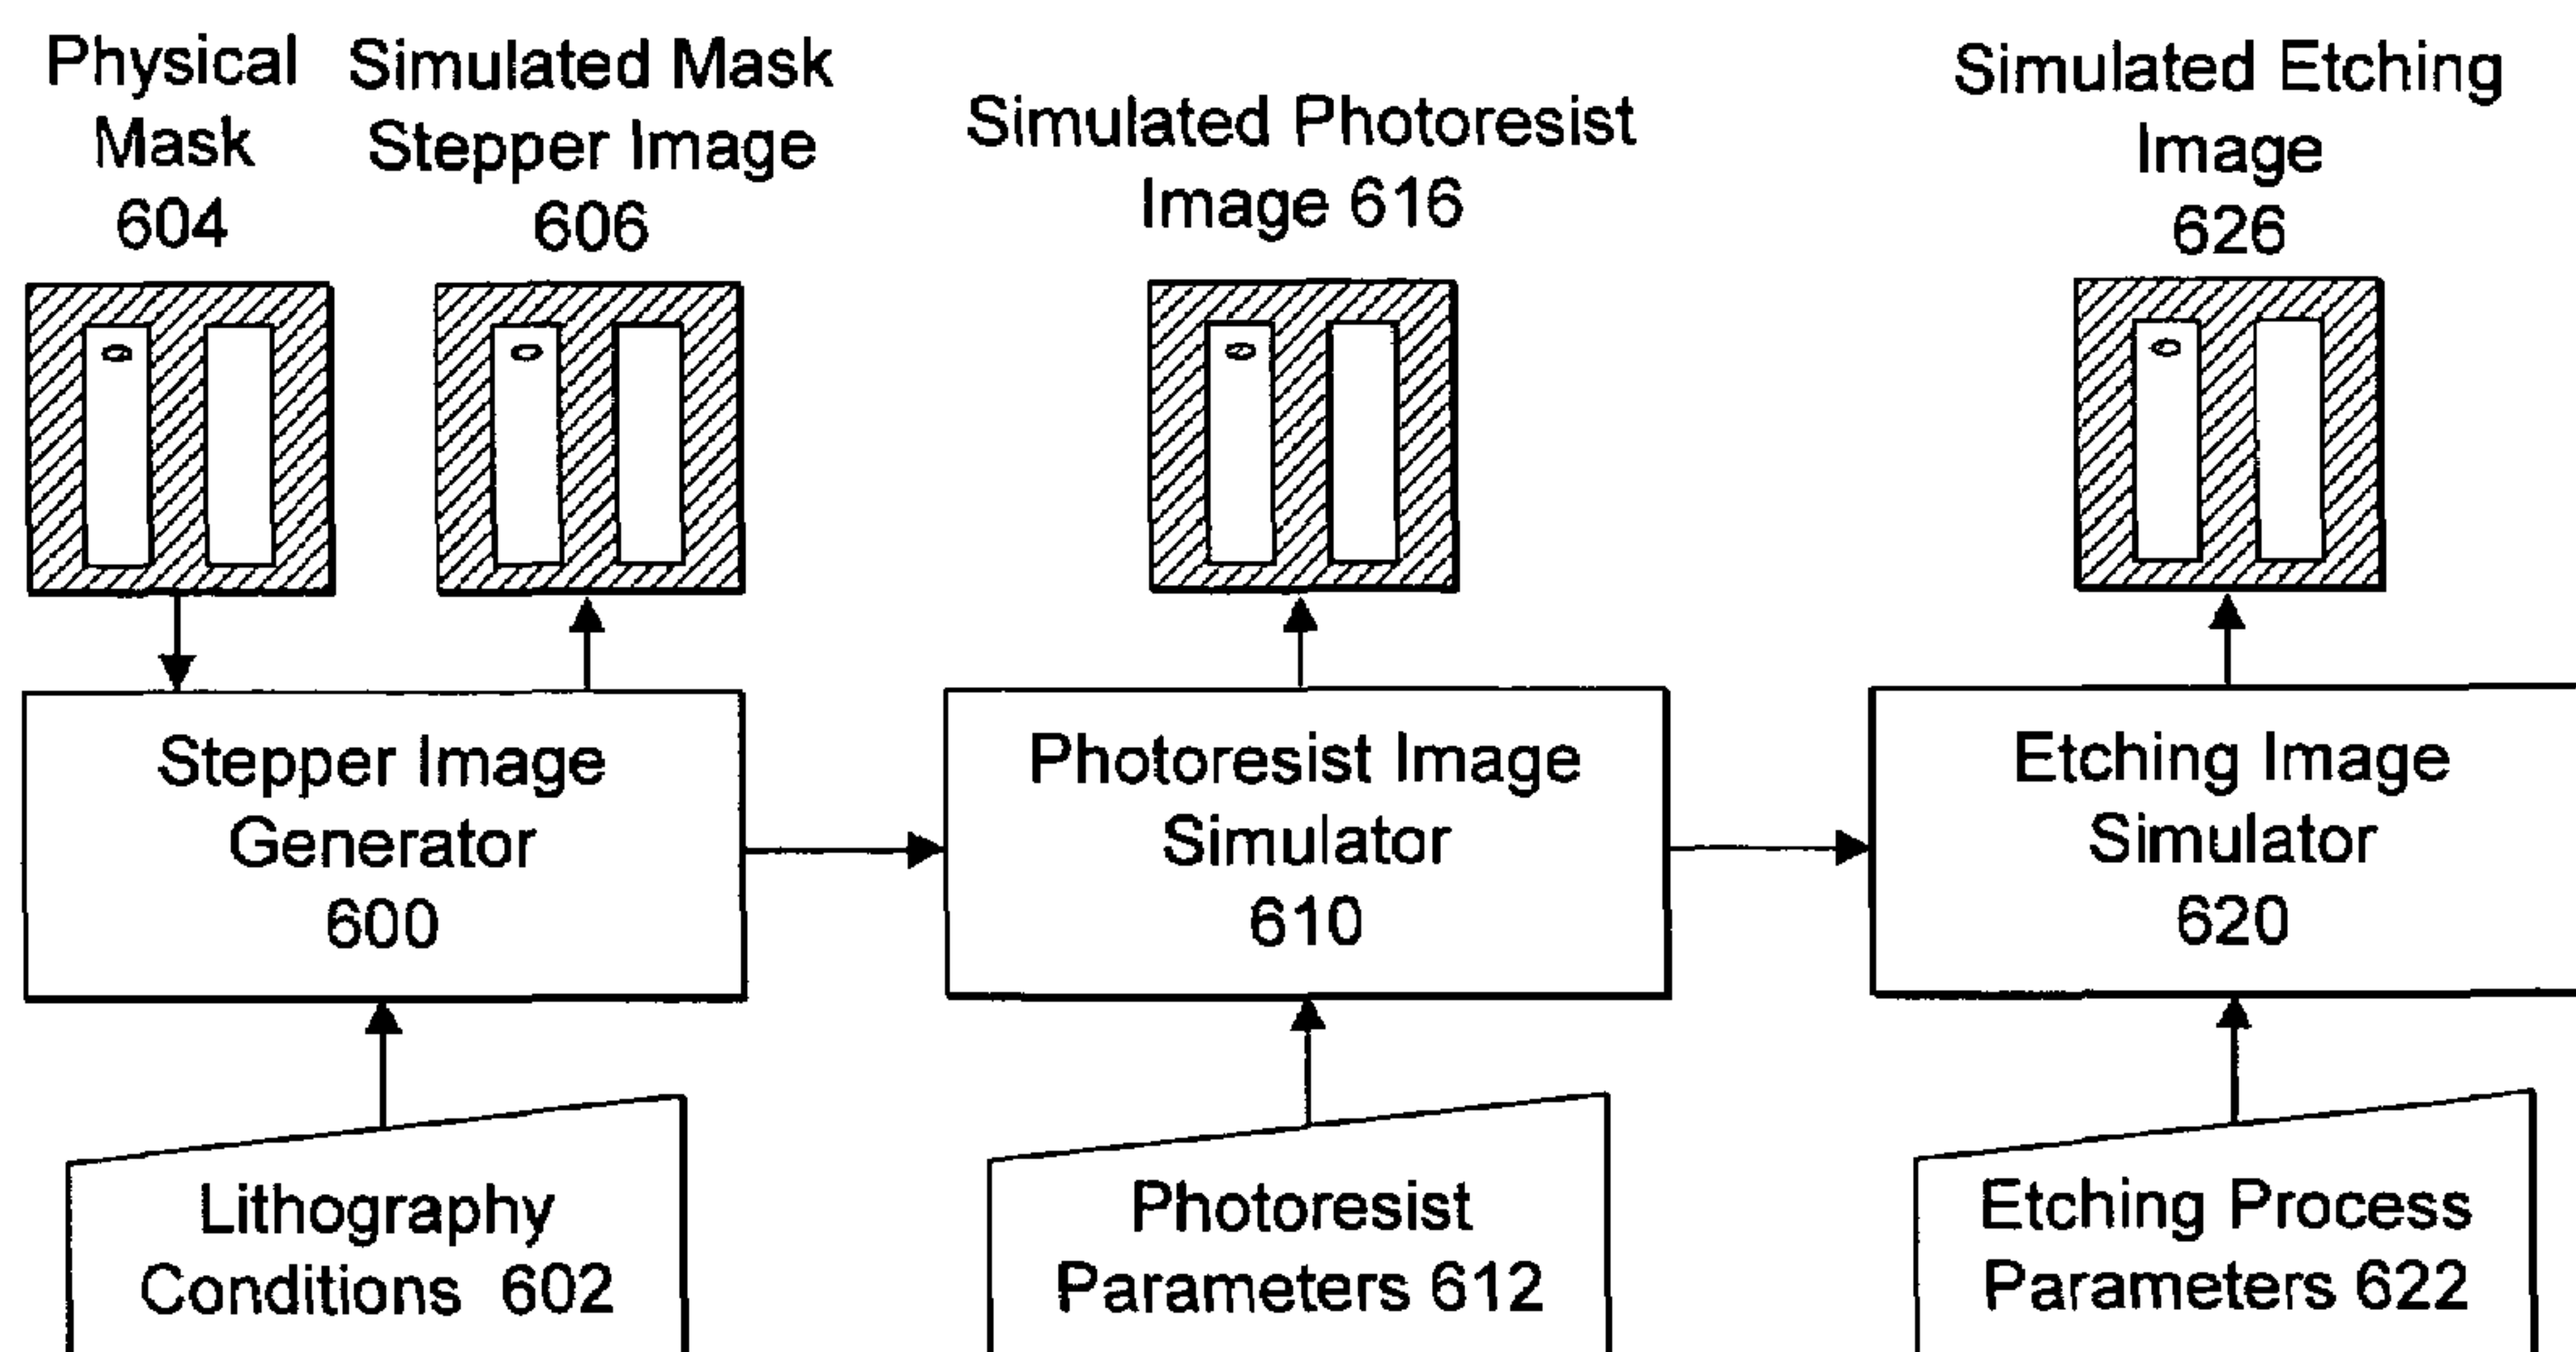 Physical
Mask
604
Simulated Mask
Stepper Image
606
Simulated Photoresist
Image 616
Simulated Etching
Image
626
Stepper Image
Generator
600
Photoresist Image
Simulator
610
Etching Image
Simulator
620
Lithography
Conditions 602
Photoresist
Parameters 612
Etching Process
Parameters 622